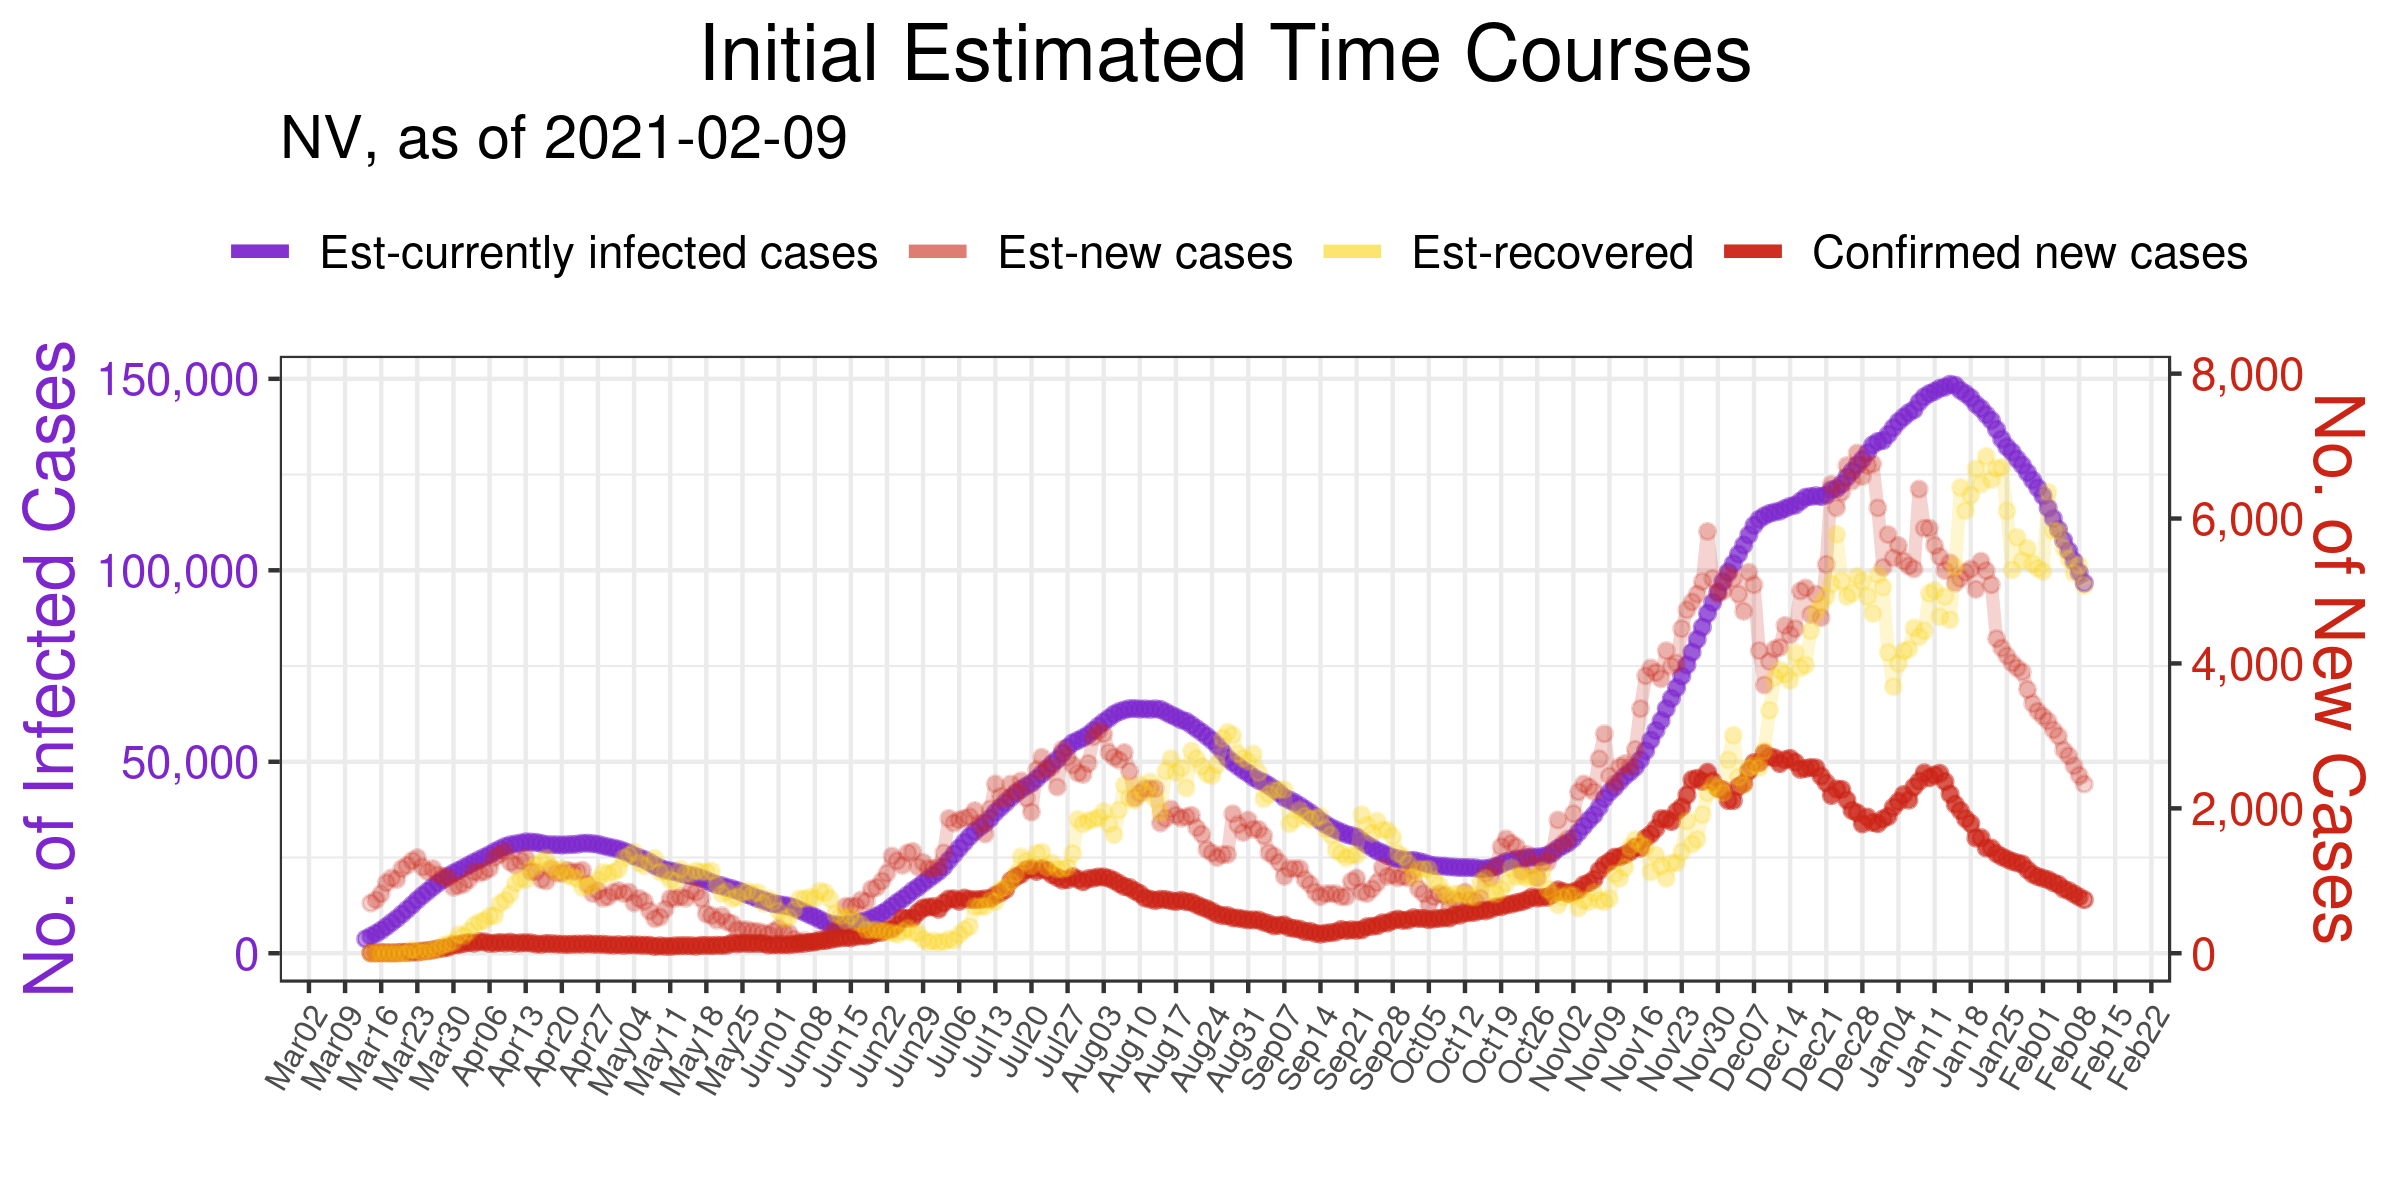 Initial Estimated Time Courses
NV, as of 2021-02-09
Est-currently infected cases
Est-new cases
Est-recovered
Confirmed new cases
No. of Infected Cases
150,000
100,000
50,000
0
8,000
6,000
4,000
2,000
0
No. of New Cases
Mar02
Mar09
Mar16
Mar23
Mar30
Apr06
Apr13
Apr20
Apr27
May04
May11
May18
May25
Jun01
Jun08
Jun15
Jun22
Jun29
Jul06
Jul13
Jul20
Jul27
Aug03
Aug10
Aug17
Aug24
Aug31
Sep07
Sep14
Sep21
Sep28
Oct05
Oct12
Oct19
Oct26
Nov02
Nov09
Nov16
Nov23
Nov30
Dec07
Dec14
Dec21
Dec28
Jan04
Jan11
Jan18
Jan25
Feb01
Feb08
Feb15
Feb22